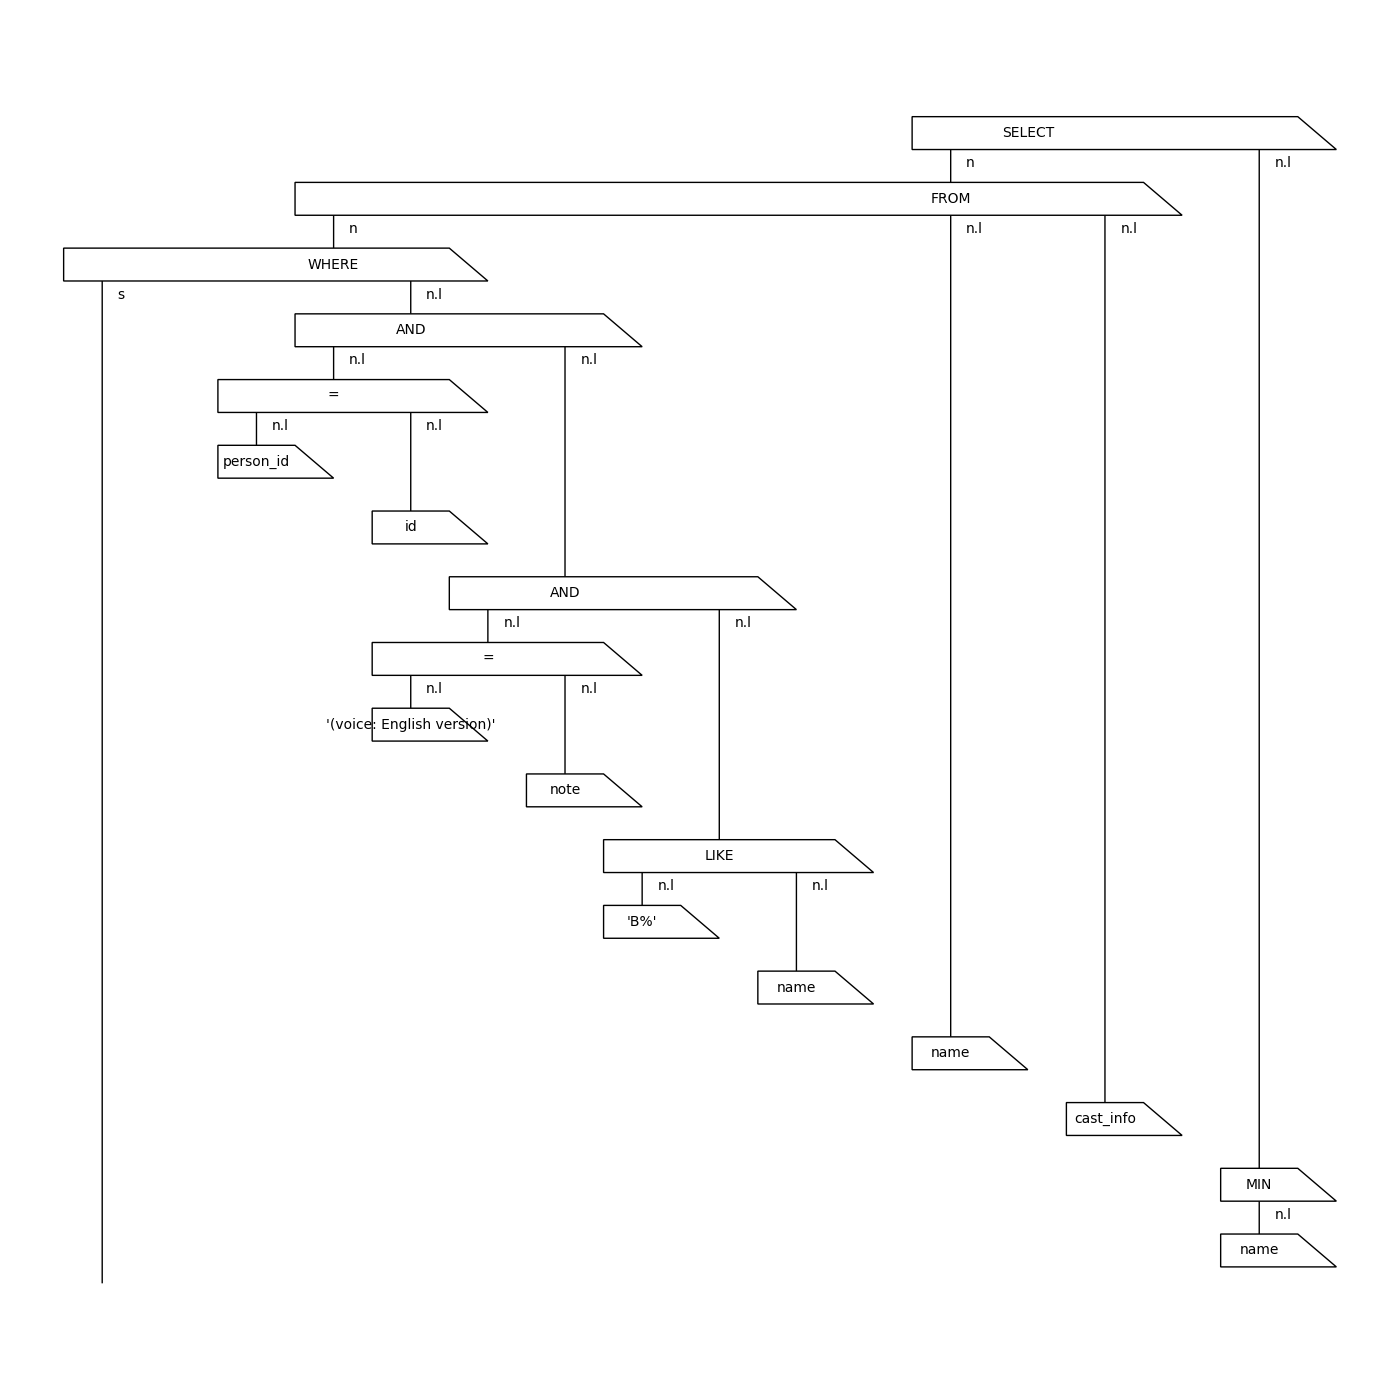 SELECT
n n.l
FROM
n n.l n.l
WHERE
s n.l
AND
n.l n.l
=
n.l n.l
person_id
id
AND
n.l n.l
=
n.l n.l
'(voice: English version)'
note
LIKE
n.l n.l
'B%'
name
name
cast_info
MIN
n.l
name